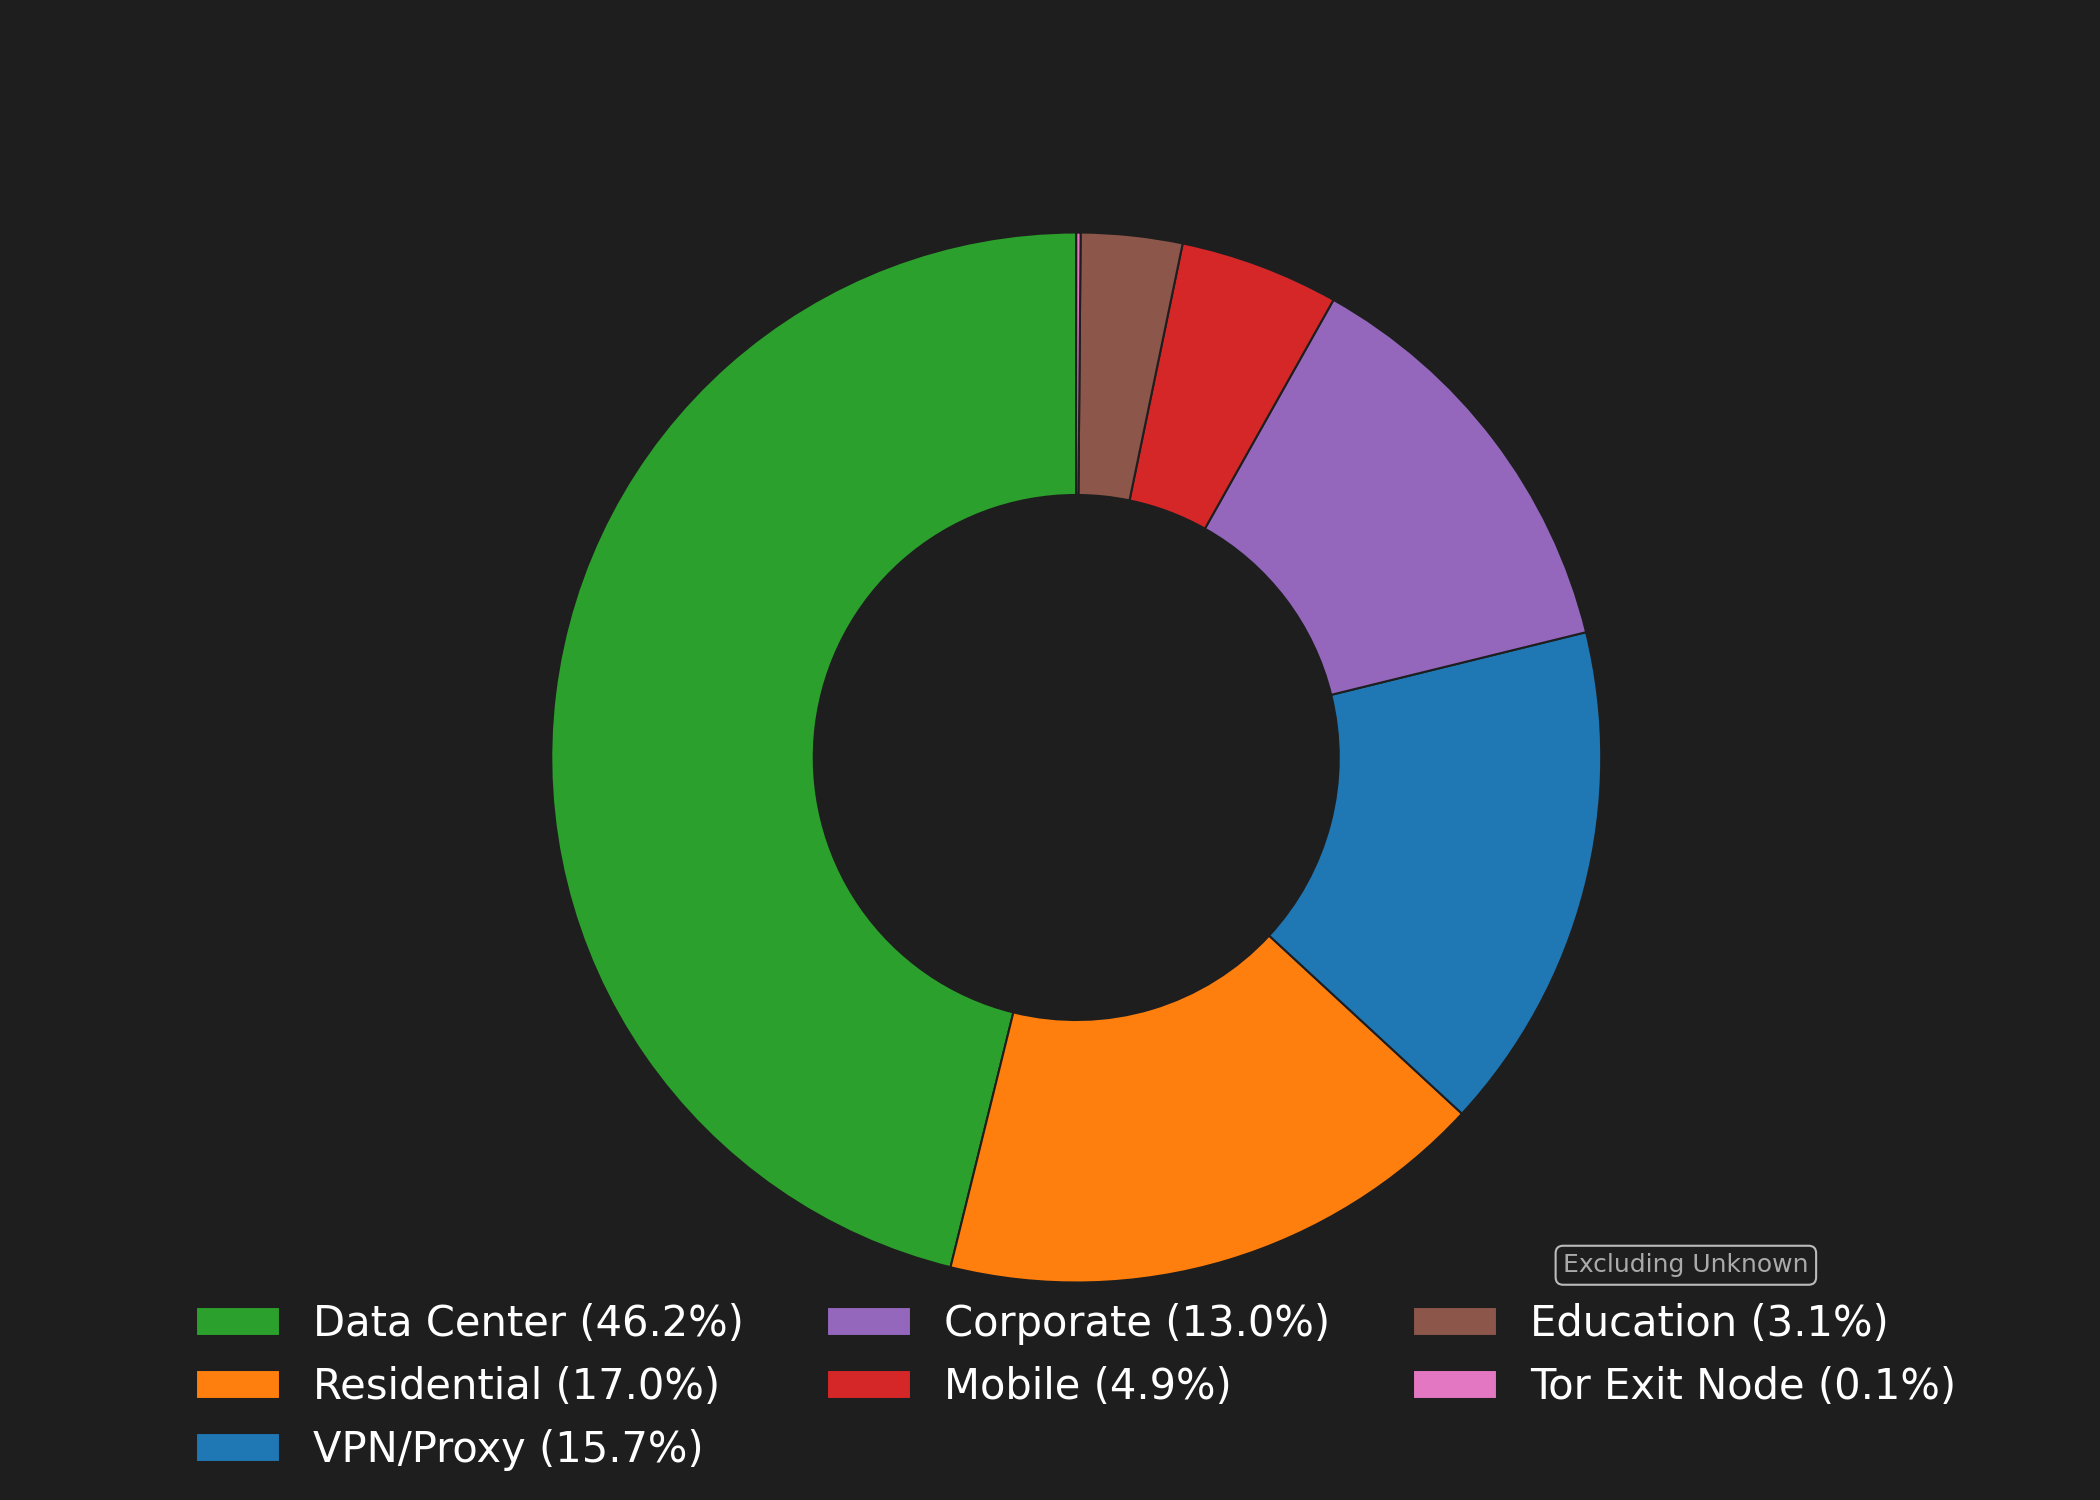 Excluding Unknown
Data Center (46.2%)
Residential (17.0%)
VPN/Proxy (15.7%)
Corporate (13.0%)
Mobile (4.9%)
Education (3.1%)
Tor Exit Node (0.1%)